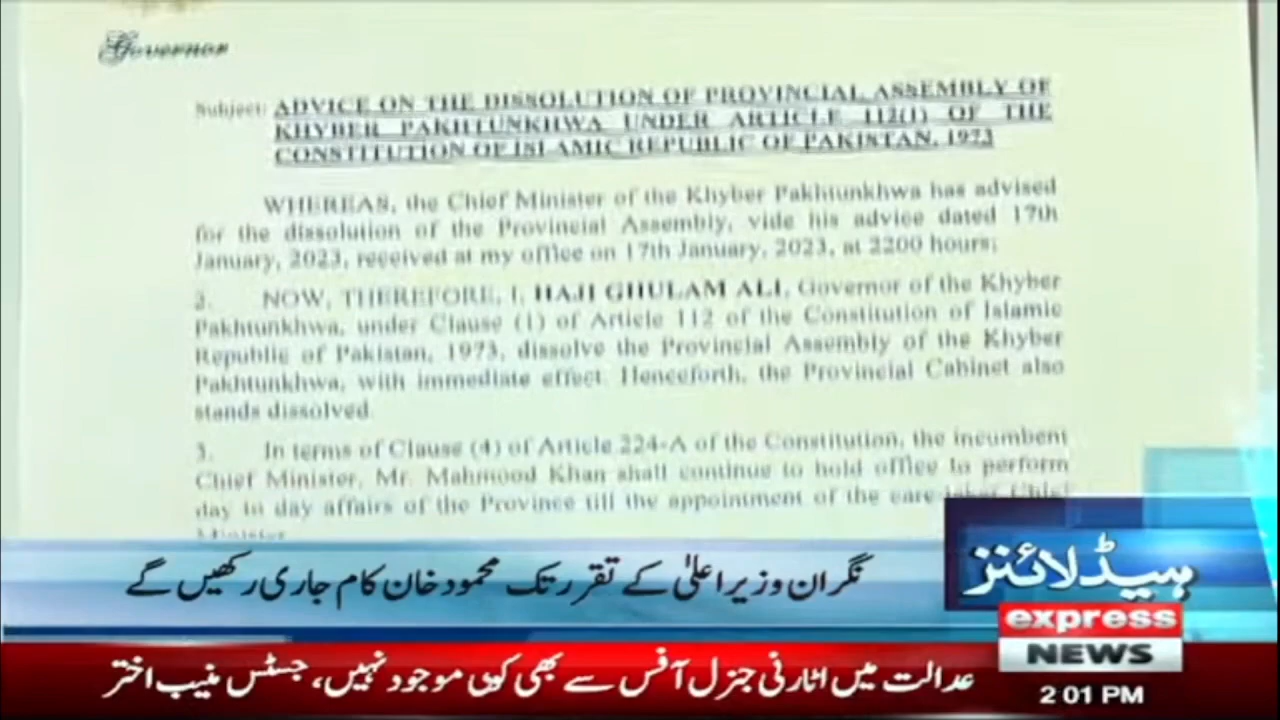 Governor
Subject: ADVICE ON THE DISSOLUTION OF PROVINCIAL ASSEMBLY OF
KHYBER PAKHTUNKHWA UNDER ARTICLE 112(1) OF THE
CONSTITUTION OF ISLAMIC REPUBLIC OF PAKISTAN, 1973
WHEREAS, the Chief Minister of the Khyber Pakhtunkhwa has advised
for the dissolution of the Provincial Assembly, vide his advice dated 17th
January, 2023, received at my office on 17th January, 2023, at 2200 hours;
2. NOW, THEREFORE, I, HAJI GHULAM ALI, Governor of the Khyber
Pakhtunkhwa, under Clause (1) of Article 112 of the Constitution of Islamic
Republic of Pakistan, 1973, dissolve the Provincial Assembly of the Khyber
Pakhtunkhwa, with immediate effect. Henceforth, the Provincial Cabinet also
stands dissolved.
3. In terms of Clause (4) of Article 224-A of the Constitution, the incumbent
Chief Minister, Mr. Mahmood Khan shall continue to hold office to perform
day to day affairs of the Province till the appointment of the care-taker Chief
Minister
نگران وزیراعلیٰ کے تقرر تک محمود خان کام جاری رکھیں گے
ہیڈلائنز
express
NEWS
عدالت میں اٹارنی جنرل آفس سے بھی کوئی موجود نہیں، جسٹس منیب اختر
2:01 PM